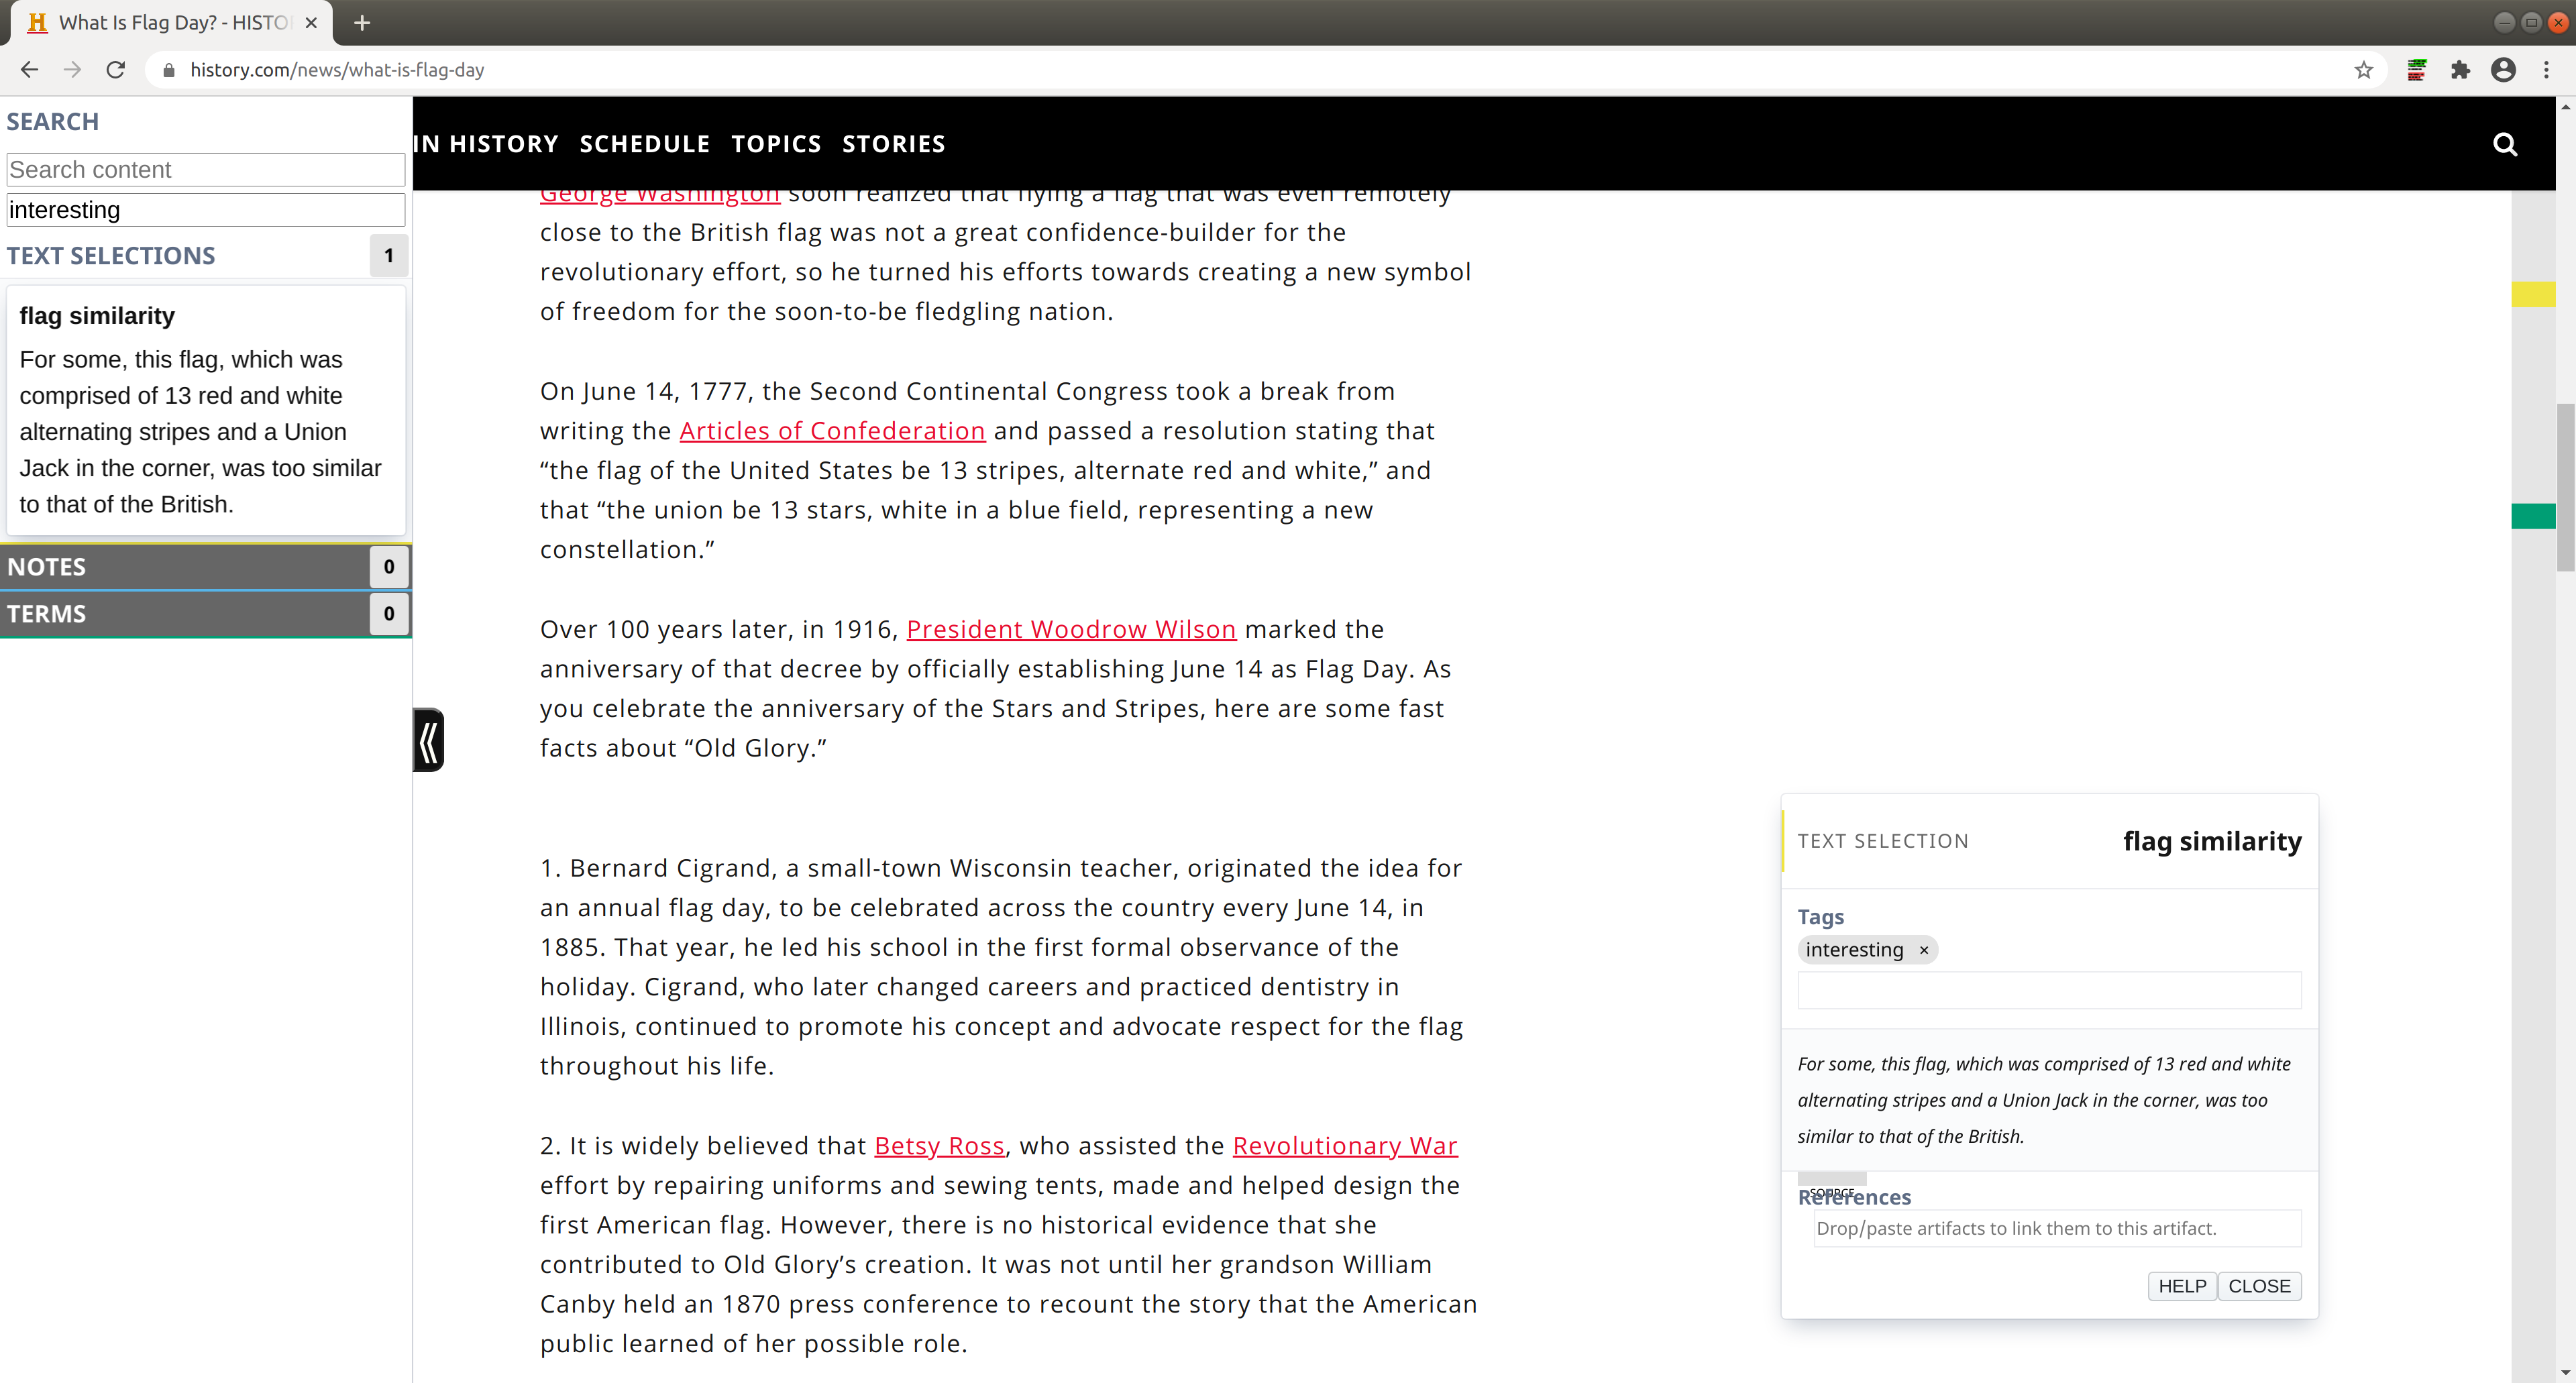 What Is Flag Day? - HISTO
history.com/news/what-is-flag-day
SEARCH
Search content
interesting
TEXT SELECTIONS 1
flag similarity
For some, this flag, which was
comprised of 13 red and white
alternating stripes and a Union
Jack in the corner, was too similar
to that of the British.
NOTES 0
TERMS 0
IN HISTORY SCHEDULE TOPICS STORIES
George Washington soon realized that flying a flag that was even remotely
close to the British flag was not a great confidence-builder for the
revolutionary effort, so he turned his efforts towards creating a new symbol
of freedom for the soon-to-be fledgling nation.
On June 14, 1777, the Second Continental Congress took a break from
writing the Articles of Confederation and passed a resolution stating that
“the flag of the United States be 13 stripes, alternate red and white,” and
that “the union be 13 stars, white in a blue field, representing a new
constellation.”
Over 100 years later, in 1916, President Woodrow Wilson marked the
anniversary of that decree by officially establishing June 14 as Flag Day. As
you celebrate the anniversary of the Stars and Stripes, here are some fast
facts about “Old Glory.”
1. Bernard Cigrand, a small-town Wisconsin teacher, originated the idea for
an annual flag day, to be celebrated across the country every June 14, in
1885. That year, he led his school in the first formal observance of the
holiday. Cigrand, who later changed careers and practiced dentistry in
Illinois, continued to promote his concept and advocate respect for the flag
throughout his life.
2. It is widely believed that Betsy Ross, who assisted the Revolutionary War
effort by repairing uniforms and sewing tents, made and helped design the
first American flag. However, there is no historical evidence that she
contributed to Old Glory’s creation. It was not until her grandson William
Canby held an 1870 press conference to recount the story that the American
public learned of her possible role.
TEXT SELECTION flag similarity
Tags
interesting ×
For some, this flag, which was comprised of 13 red and white
alternating stripes and a Union Jack in the corner, was too
similar to that of the British.
SOURCE
References
Drop/paste artifacts to link them to this artifact.
HELP CLOSE